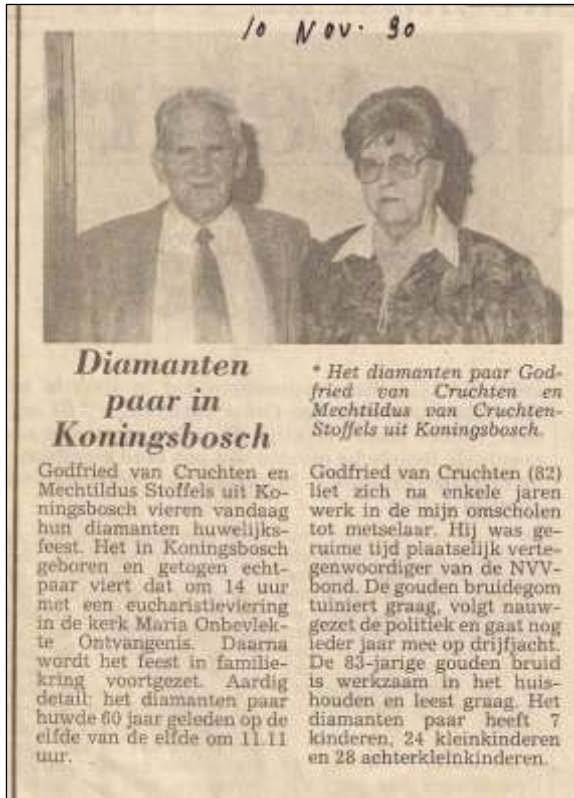 10 Nov. 90
Diamanten
paar in
Koningsbosch
* Het diamanten paar God-
fried van Cruchten en
Mechtildus van Cruchten-
Stoffels uit Koningsbosch.
Godfried van Cruchten en
Mechtildus Stoffels uit Ko-
ningsbosch vieren vandaag
hun diamanten huwelijks-
feest. Het in Koningsbosch
geboren en getogen echt-
paar viert dat om 14 uur
met een eucharistieviering
in de kerk Maria Onbevlek-
te Ontvangenis. Daarna
wordt het feest in familie-
kring voortgezet. Aardig
detail: het diamanten paar
huwde 60 jaar geleden op de
elfde van de elfde om 11.11
uur.
Godfried van Cruchten (82)
liet zich na enkele jaren
werk in de mijn omscholen
tot metselaar. Hij was ge-
ruime tijd plaatselijk verte-
genwoordiger van de NVV-
bond. De gouden bruidegom
tuiniert graag, volgt nauw-
gezet de politiek en gaat nog
ieder jaar mee op drijfjacht.
De 83-jarige gouden bruid
is werkzaam in het huis-
houden en leest graag. Het
diamanten paar heeft 7
kinderen, 24 kleinkinderen
en 28 achterkleinkinderen.